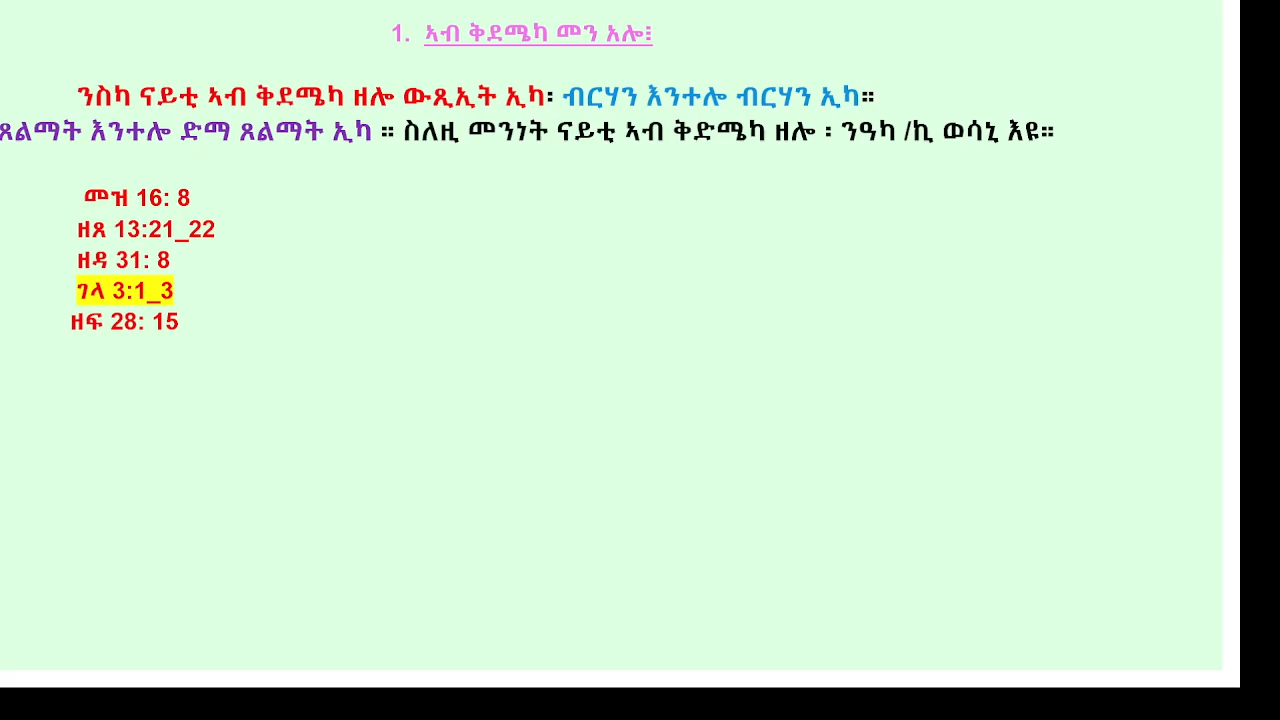 1. ኣብ ቅደሜካ መን አሎ፧
ንስካ ናይቲ ኣብ ቅደሜካ ዘሎ ውጺኢት ኢካ፡ ብርሃን እንተሎ ብርሃን ኢካ።
ጸልማት እንተሎ ድማ ጸልማት ኢካ ። ስለዚ መንነት ናይቲ ኣብ ቅድሜካ ዘሎ ፡ ንዓካ /ኪ ወሳኒ እዩ።
መዝ 16: 8
ዘጸ 13:21_22
ዘዳ 31: 8
ገላ 3:1_3
ዘፍ 28: 15